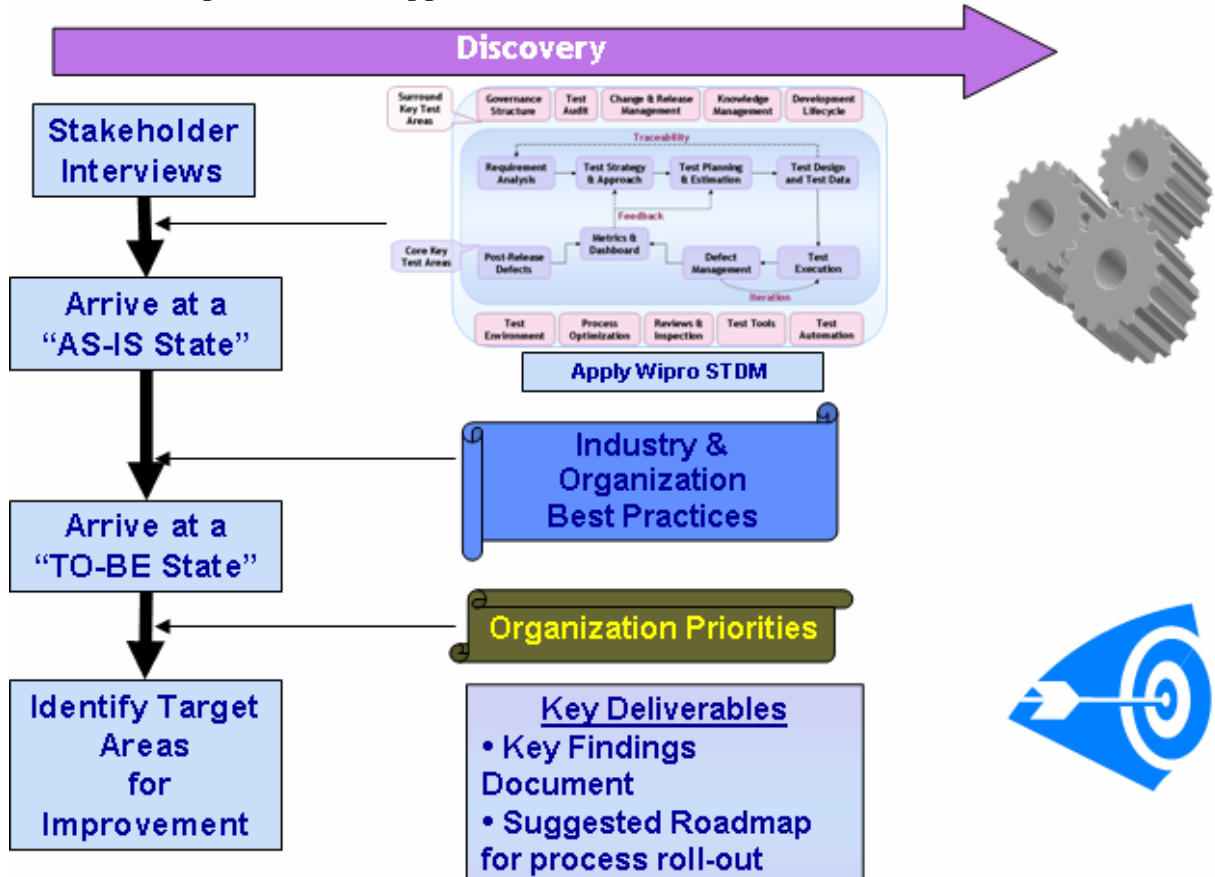 Discovery
Stakeholder
Interviews
Arrive at a
“AS-IS State”
Arrive at a
“TO-BE State”
Identify Target
Areas
for
Improvement
Surround
Key Test
Areas
Governance
Structure
Test
Audit
Change & Release
Management
Knowledge
Management
Development
Lifecycle
Traceability
Requirement
Analysis
Test Strategy
& Approach
Test Planning
& Estimation
Test Design
and Test Data
Feedback
Core Key
Test Areas
Post-Release
Defects
Metrics &
Dashboard
Defect
Management
Test
Execution
Iteration
Test
Environment
Process
Optimization
Reviews &
Inspection
Test Tools
Test
Automation
Apply Wipro STDM
Industry &
Organization
Best Practices
Organization Priorities
Key Deliverables
• Key Findings
Document
• Suggested Roadmap
for process roll-out